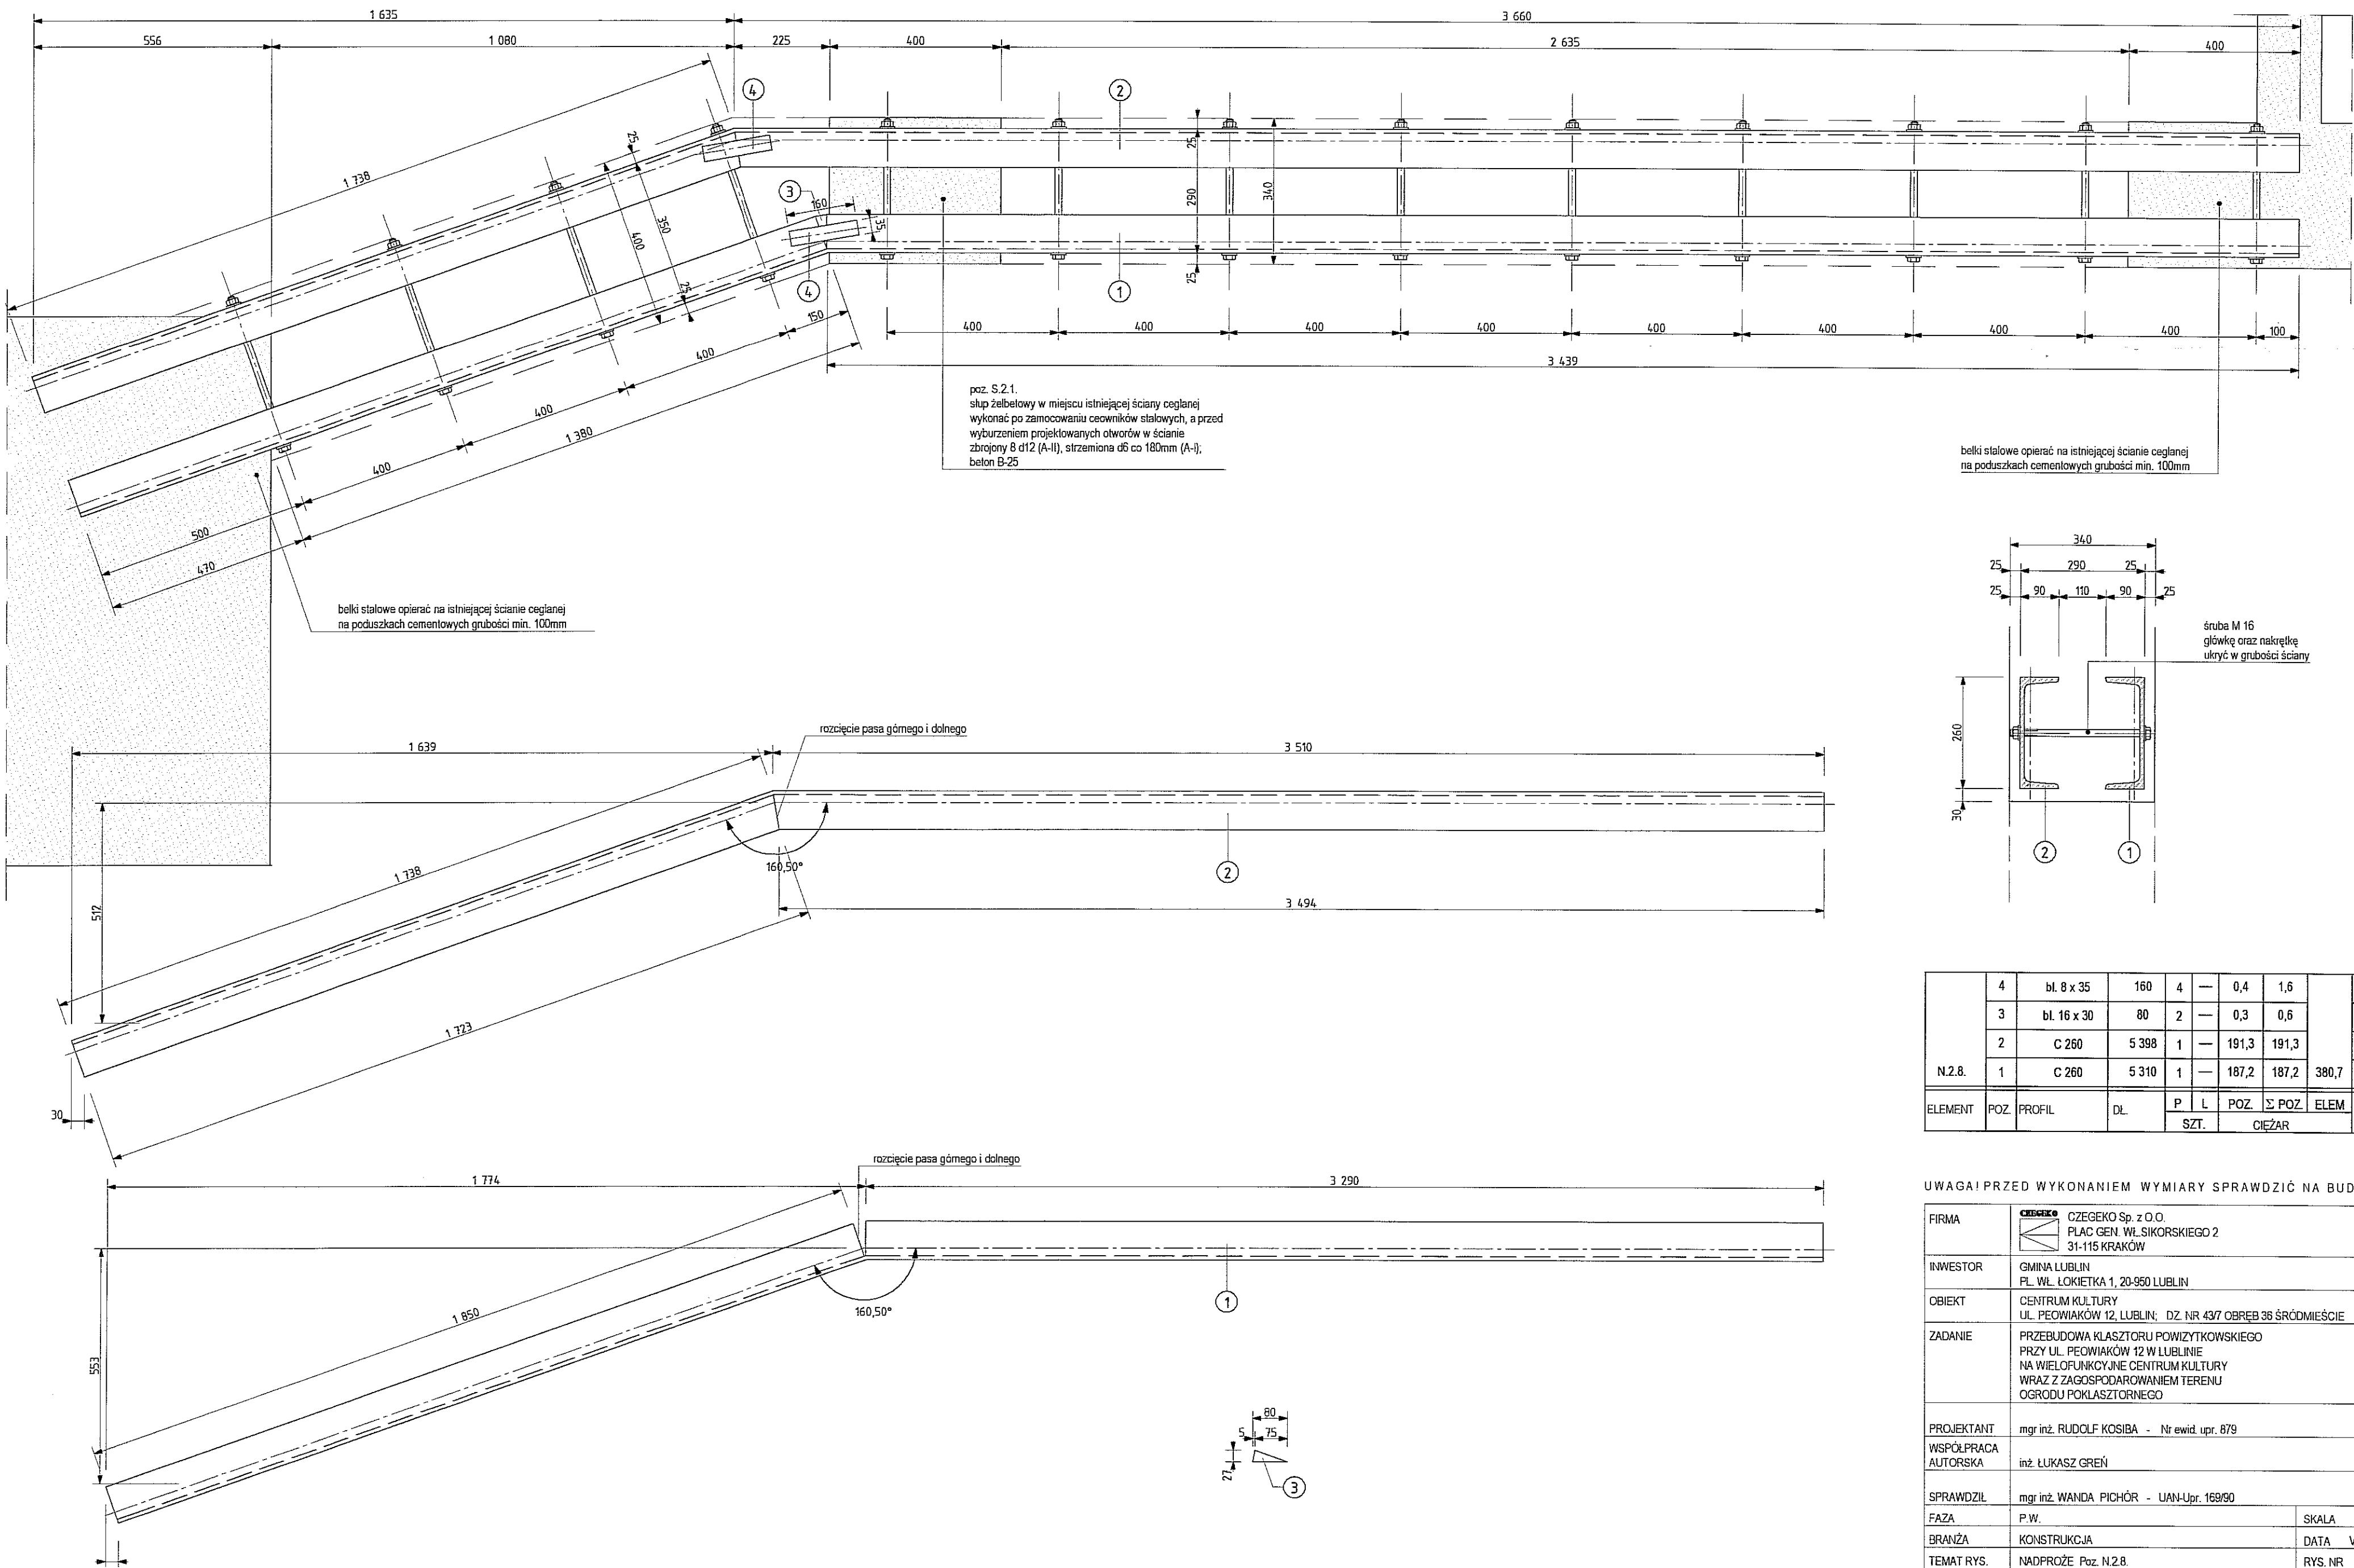 1 635
3 660
556
1 080
225
400
2 635
400
4
2
1 738
25
400
350
25
3
160
35
4
25
290
340
25
1
150
400
400
400
1 380
500
470
400
400
400
400
400
400
400
400
100
3 439
poz. S.2.1.
słup żelbetowy w miejscu istniejącej ściany ceglanej
wykonać po zamocowaniu ceowników stalowych, a przed
wyburzeniem projektowanych otworów w ścianie
zbrojony 8 d12 (A-II), strzemiona d6 co 180mm (A-I);
beton B-25
belki stalowe opierać na istniejącej ścianie ceglanej
na poduszkach cementowych grubości min. 100mm
belki stalowe opierać na istniejącej ścianie ceglanej
na poduszkach cementowych grubości min. 100mm
340
25 290 25
25 90 110 90 25
śruba M 16
główkę oraz nakrętkę
ukryć w grubości ściany
260
30
2
1
rozcięcie pasa górnego i dolnego
1 639
3 510
1 738
160,50°
2
512
3 494
1 723
30
rozcięcie pasa górnego i dolnego
1 774
3 290
1 850
160,50°
1
553
80
5 75
27
3
4 bl. 8 x 35 160 4 — 0,4 1,6
3 bl. 16 x 30 80 2 — 0,3 0,6
2 C 260 5 398 1 — 191,3 191,3
N.2.8. 1 C 260 5 310 1 — 187,2 187,2 380,7
ELEMENT POZ. PROFIL DŁ. P L POZ. Σ POZ. ELEM
SZT. CIĘŻAR
UWAGA! PRZED WYKONANIEM WYMIARY SPRAWDZIĆ NA BUD
FIRMA CZEGEKO CZEGEKO Sp. z O.O.
PLAC GEN. WŁ.SIKORSKIEGO 2
31-115 KRAKÓW
INWESTOR GMINA LUBLIN
PL. WŁ. ŁOKIETKA 1, 20-950 LUBLIN
OBIEKT CENTRUM KULTURY
UL. PEOWIAKÓW 12, LUBLIN; DZ. NR 43/7 OBRĘB 36 ŚRÓDMIEŚCIE
ZADANIE PRZEBUDOWA KLASZTORU POWIZYTKOWSKIEGO
PRZY UL. PEOWIAKÓW 12 W LUBLINIE
NA WIELOFUNKCYJNE CENTRUM KULTURY
WRAZ Z ZAGOSPODAROWANIEM TERENU
OGRODU POKLASZTORNEGO
PROJEKTANT mgr inż. RUDOLF KOSIBA - Nr ewid. upr. 879
WSPÓŁPRACA
AUTORSKA inż. ŁUKASZ GREŃ
SPRAWDZIŁ mgr inż. WANDA PICHÓR - UAN-Upr. 169/90
FAZA P.W. SKALA
BRANŻA KONSTRUKCJA DATA
TEMAT RYS. NADPROŻE Poz. N.2.8. RYS. NR